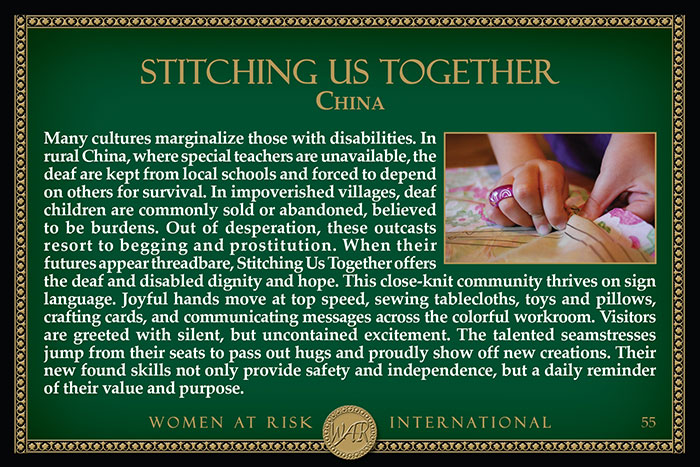 STITCHING US TOGETHER
CHINA
Many cultures marginalize those with disabilities. In
rural China, where special teachers are unavailable, the
deaf are kept from local schools and forced to depend
on others for survival. In impoverished villages, deaf
children are commonly sold or abandoned, believed
to be burdens. Out of desperation, these outcasts
resort to begging and prostitution. When their
futures appear threadbare, Stitching Us Together offers
the deaf and disabled dignity and hope. This close-knit community thrives on sign
language. Joyful hands move at top speed, sewing tablecloths, toys and pillows,
crafting cards, and communicating messages across the colorful workroom. Visitors
are greeted with silent, but uncontained excitement. The talented seamstresses
jump from their seats to pass out hugs and proudly show off new creations. Their
new found skills not only provide safety and independence, but a daily reminder
of their value and purpose.
WOMEN AT RISK WAR INTERNATIONAL 55